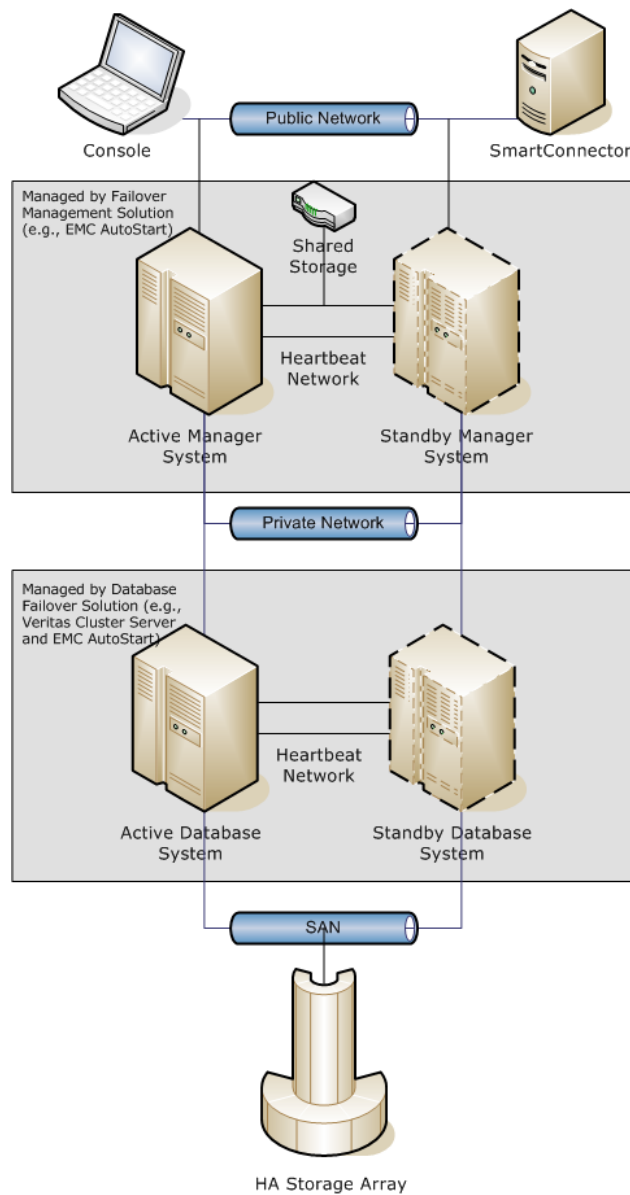 Public Network
Console
SmartConnector
Managed by Failover
Management Solution
(e.g., EMC AutoStart)
Shared
Storage
Heartbeat
Network
Active Manager
System
Standby Manager
System
Private Network
Managed by Database
Failover Solution (e.g.,
Veritas Cluster Server
and EMC AutoStart)
Heartbeat
Network
Active Database
System
Standby Database
System
SAN
HA Storage Array